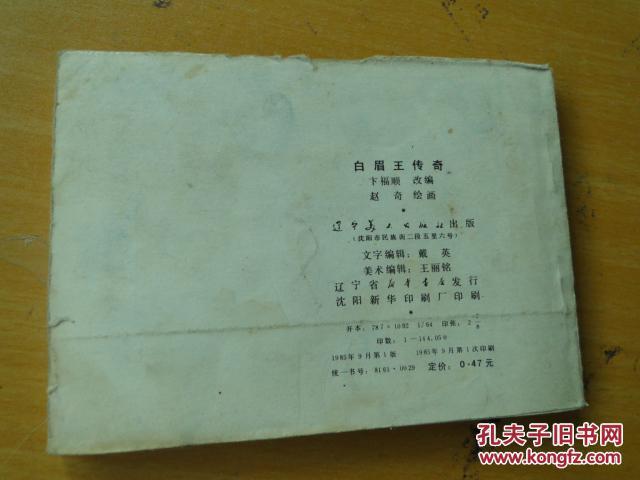 白眉王传奇
卞福顺 改编
赵奇 绘画
辽宁美术出版社出版
(沈阳市民族街二段五里六号)
文字编辑：戴英
美术编辑：王丽铭
辽宁省新华书店发行
沈阳新华印刷厂印刷
开本：787×1092 1/64 印张：2 7/8
印数：1—144,050
1985年9月第1版 1985年9月第1次印刷
统一书号：8161·0029 定价：0.47元
孔夫子旧书网
www.kongfz.com